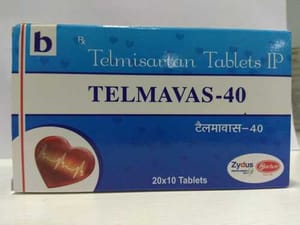 b
Rx
Telmisartan Tablets IP
TELMAVAS-40
टैलमावास-40
20x10 Tablets
Zydus